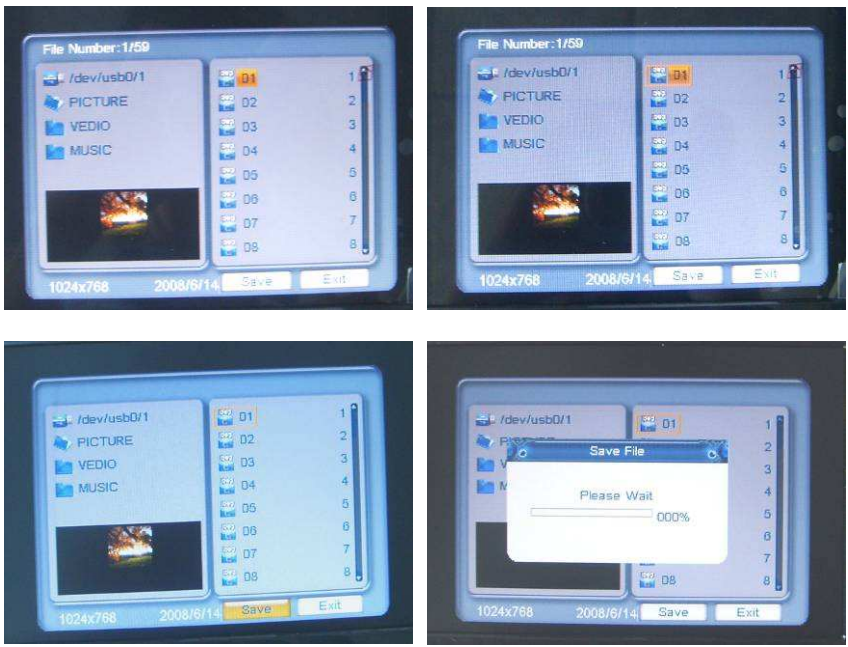 File Number:1/59
/dev/usb0/1
PICTURE
VEDIO
MUSIC
01 1
02 2
03 3
04 4
05 5
06 6
07 7
08 8
1024x768 2008/6/14 Save Exit
File Number:1/59
/dev/usb0/1
PICTURE
VEDIO
MUSIC
01 1
02 2
03 3
04 4
05 5
06 6
07 7
08 8
1024x768 2008/6/14 Save Exit
/dev/usb0/1
PICTURE
VEDIO
MUSIC
01 1
02 2
03 3
04 4
05 5
06 6
07 7
08 8
1024x768 2008/6/14 Save Exit
/dev/usb0/1
01 1
2
3
4
5
6
7
08 8
Save File
Please Wait
000%
1024x768 2008/6/14 Save Exit